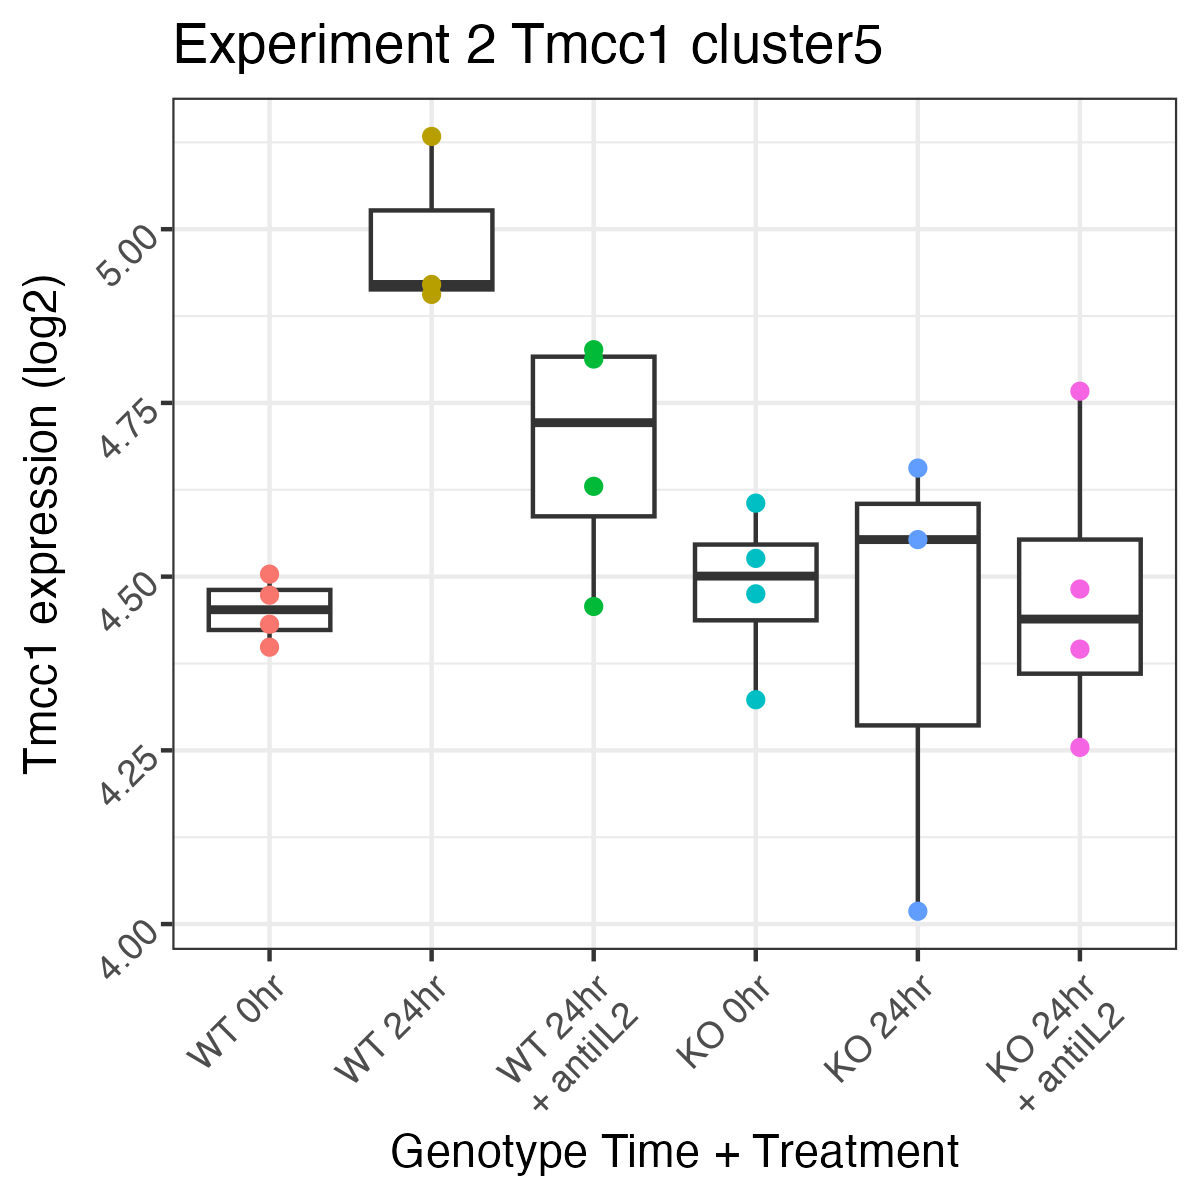 Experiment 2 Tmcc1 cluster5
Tmcc1 expression (log2)
5.00
4.75
4.50
4.25
4.00
WT 0hr
WT 24hr
WT 24hr
+ antiIL2
KO 0hr
KO 24hr
KO 24hr
+ antiIL2
Genotype Time + Treatment